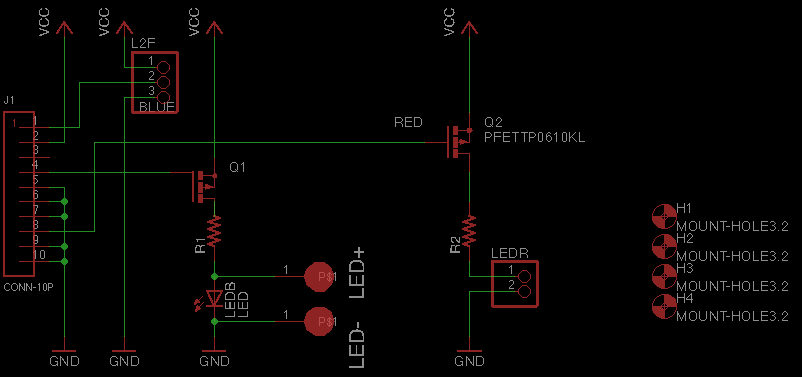 VCC
VCC
VCC
VCC
L2F
1
2
3
BLUE
J1
1
1
2
3
4
5
6
7
8
9
10
CONN-10P
RED
Q2
PFETTP0610KL
Q1
R1
R2
LEDR
1
2
H1
MOUNT-HOLE3.2
H2
MOUNT-HOLE3.2
H3
MOUNT-HOLE3.2
H4
MOUNT-HOLE3.2
1
P$1
LED+
LEDB
LED
1
P$1
LED-
GND
GND
GND
GND